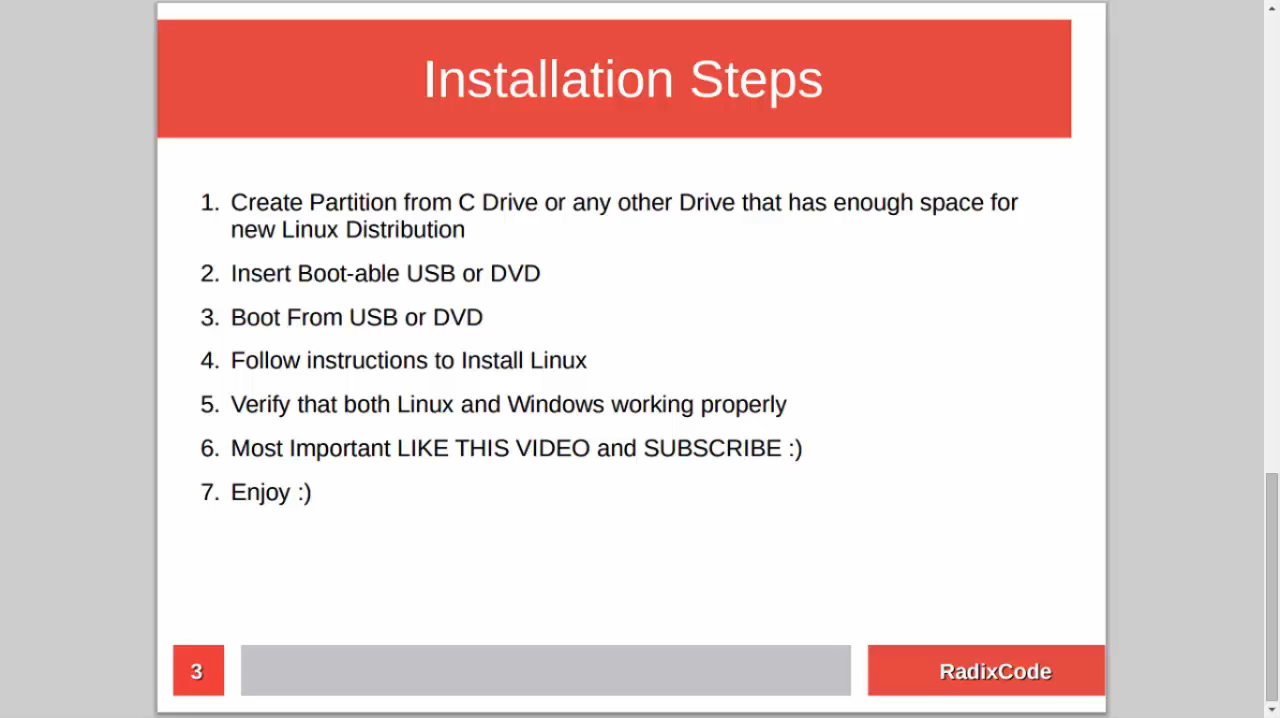 Installation Steps
1. Create Partition from C Drive or any other Drive that has enough space for
new Linux Distribution
2. Insert Boot-able USB or DVD
3. Boot From USB or DVD
4. Follow instructions to Install Linux
5. Verify that both Linux and Windows working properly
6. Most Important LIKE THIS VIDEO and SUBSCRIBE :)
7. Enjoy :)
3
RadixCode